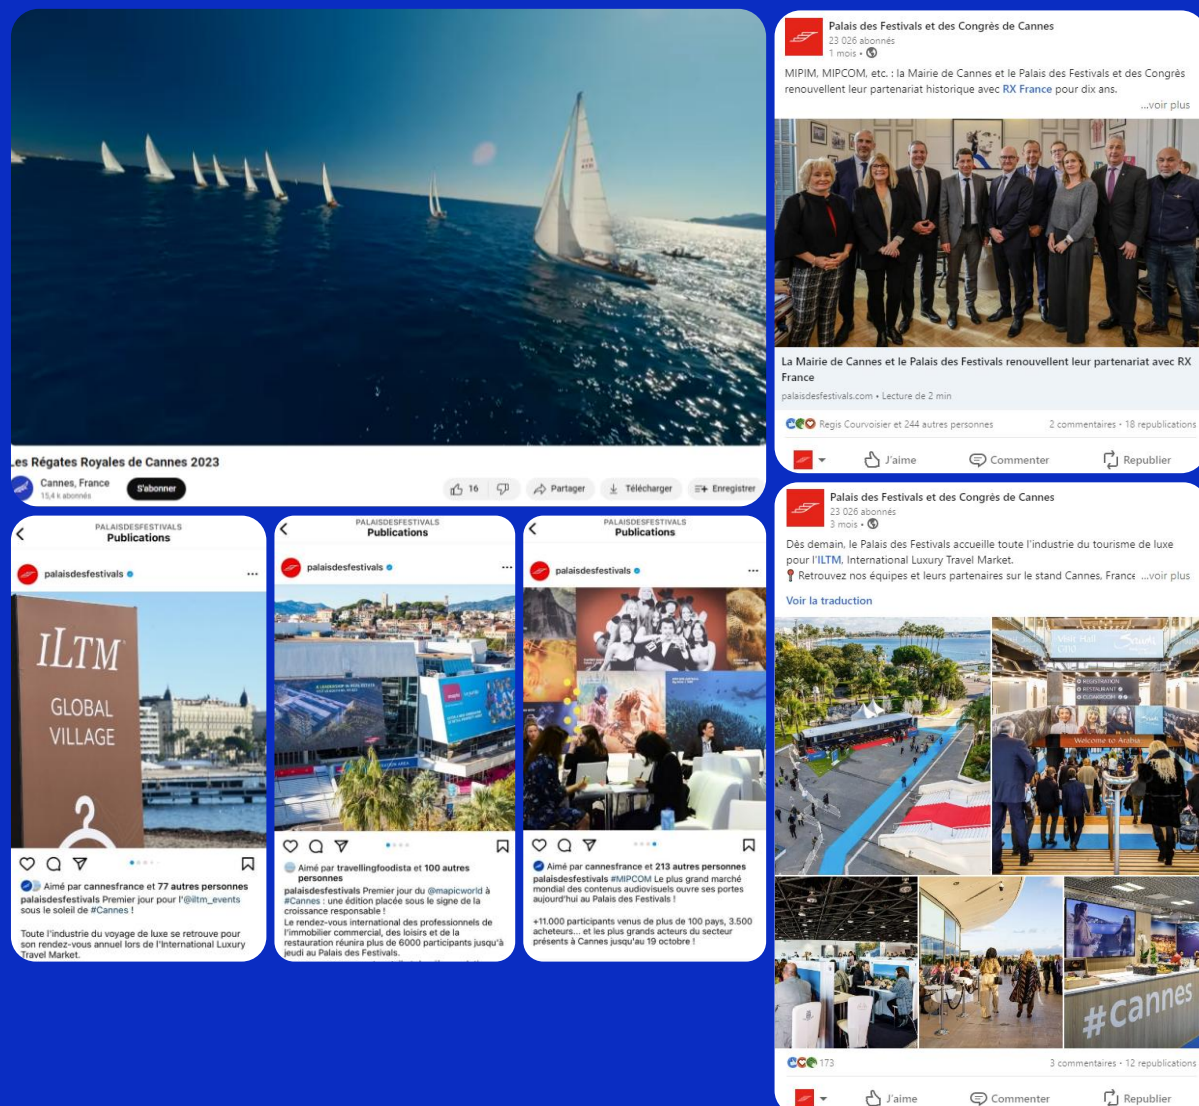 Les Régates Royales de Cannes 2023
Cannes, France
15,4 k abonnés
S'abonner
16
Partager
Télécharger
Enregistrer
PALAISDESFESTIVALS
Publications
palaisdesfestivals
ILTM
GLOBAL
VILLAGE
Aimé par cannesfrance et 77 autres personnes
palaisdesfestivals Premier jour pour l'@iltm_events
sous le soleil de #Cannes !
Toute l'industrie du voyage de luxe se retrouve pour
son rendez-vous annuel lors de l'International Luxury
Travel Market.
PALAISDESFESTIVALS
Publications
palaisdesfestivals
Aimé par travellingfoodista et 100 autres
personnes
palaisdesfestivals Premier jour du @mapicworld à
#Cannes : une édition placée sous le signe de la
croissance responsable !
Le rendez-vous international des professionnels de
l'immobilier commercial, des loisirs et de la
restauration réunira plus de 6000 participants jusqu'à
jeudi au Palais des Festivals.
PALAISDESFESTIVALS
Publications
palaisdesfestivals
Aimé par cannesfrance et 213 autres personnes
palaisdesfestivals #MIPCOM Le plus grand marché
mondial des contenus audiovisuels ouvre ses portes
aujourd'hui au Palais des Festivals !
+11.000 participants venus de plus de 100 pays, 3.500
acheteurs... et les plus grands acteurs du secteur
présents à Cannes jusqu'au 19 octobre !
Palais des Festivals et des Congrès de Cannes
23 026 abonnés
1 mois •
MIPIM, MIPCOM, etc. : la Mairie de Cannes et le Palais des Festivals et des Congrès
renouvellent leur partenariat historique avec RX France pour dix ans.
...voir plus
La Mairie de Cannes et le Palais des Festivals renouvellent leur partenariat avec RX
France
palaisdesfestivals.com • Lecture de 2 min
Regis Courvoisier et 244 autres personnes
2 commentaires • 18 republications
J'aime
Commenter
Republier
Palais des Festivals et des Congrès de Cannes
23 026 abonnés
3 mois •
Dès demain, le Palais des Festivals accueille toute l'industrie du tourisme de luxe
pour l'ILTM, International Luxury Travel Market.
Retrouvez nos équipes et leurs partenaires sur le stand Cannes, France ...voir plus
Voir la traduction
REGISTRATION
RESTAURANT
CLOAKROOM
Welcome to Arabia
#cannes
173
3 commentaires • 12 republications
J'aime
Commenter
Republier